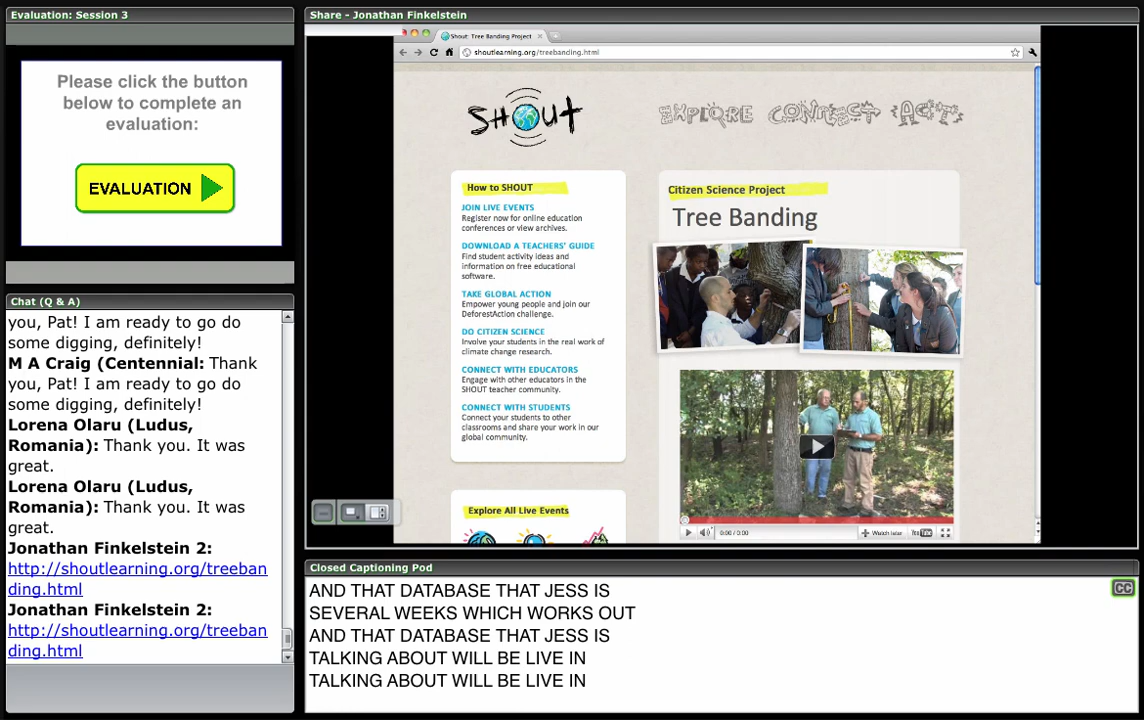 Evaluation: Session 3
Please click the button
below to complete an
evaluation:
EVALUATION
Chat (Q & A)
you, Pat! I am ready to go do
some digging, definitely!
M A Craig (Centennial: Thank
you, Pat! I am ready to go do
some digging, definitely!
Lorena Olaru (Ludus,
Romania): Thank you. It was
great.
Lorena Olaru (Ludus,
Romania): Thank you. It was
great.
Jonathan Finkelstein 2:
http://shoutlearning.org/treeban
ding.html
Jonathan Finkelstein 2:
http://shoutlearning.org/treeban
ding.html
Share - Jonathan Finkelstein
Shout: Tree Banding Project
shoutlearning.org/treebanding.html
SHOUT
EXPLORE CONNECT ACT
How to SHOUT
JOIN LIVE EVENTS
Register now for online education
conferences or view archives.
DOWNLOAD A TEACHERS' GUIDE
Find student activity ideas and
information on free educational
software.
TAKE GLOBAL ACTION
Empower young people and join our
DeforestAction challenge.
DO CITIZEN SCIENCE
Involve your students in the real work of
climate change research.
CONNECT WITH EDUCATORS
Engage with other educators in the
SHOUT teacher community.
CONNECT WITH STUDENTS
Connect your students to other
classrooms and share your work in our
global community.
Explore All Live Events
Citizen Science Project
Tree Banding
0:00 / 0:00
Watch later
YouTube
Closed Captioning Pod
CC
AND THAT DATABASE THAT JESS IS
SEVERAL WEEKS WHICH WORKS OUT
AND THAT DATABASE THAT JESS IS
TALKING ABOUT WILL BE LIVE IN
TALKING ABOUT WILL BE LIVE IN